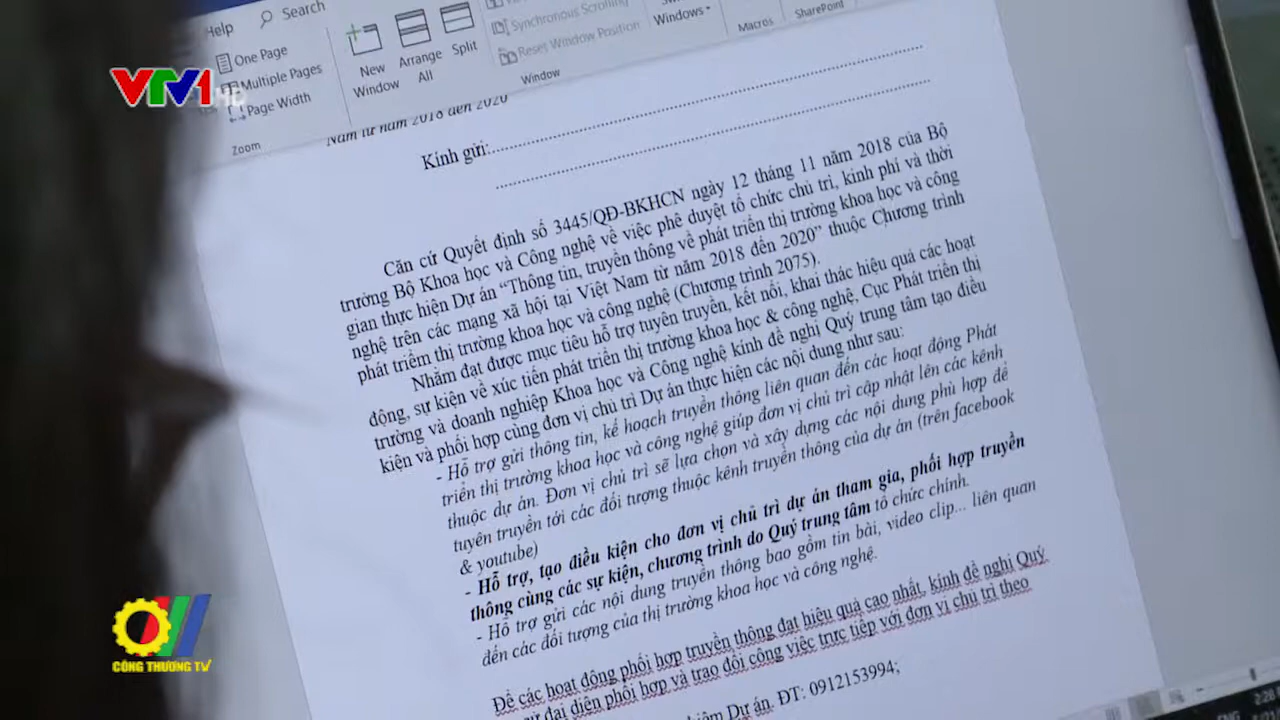 Help
Search
One Page
Multiple Pages
Page Width
Zoom
New Window
Arrange All
Split
Synchronous Scrolling
Reset Window Position
Window
Windows
Macros
SharePoint
VTV1 HD
Nam từ năm 2018 đến 2020
Kính gửi:
Căn cứ Quyết định số 3445/QĐ-BKHCN ngày 12 tháng 11 năm 2018 của Bộ
trưởng Bộ Khoa học và Công nghệ về việc phê duyệt tổ chức chủ trì, kinh phí và thời
gian thực hiện Dự án “Thông tin, truyền thông về phát triển thị trường khoa học và công
nghệ trên các mạng xã hội tại Việt Nam từ năm 2018 đến 2020” thuộc Chương trình
phát triểm thị trường khoa học và công nghệ (Chương trình 2075).
Nhằm đạt được mục tiêu hỗ trợ tuyên truyền, kết nối, khai thác hiệu quả các hoạt
động, sự kiện về xúc tiến phát triển thị trường khoa học & công nghệ, Cục Phát triển thị
trường và doanh nghiệp Khoa học và Công nghệ kính đề nghị Quý trung tâm tạo điều
kiện và phối hợp cùng đơn vị chủ trì Dự án thực hiện các nội dung như sau:
- Hỗ trợ gửi thông tin, kế hoạch truyền thông liên quan đến các hoạt động Phát
triển thị trường khoa học và công nghệ giúp đơn vị chủ trì cập nhật lên các kênh
thuộc dự án. Đơn vị chủ trì sẽ lựa chọn và xây dựng các nội dung phù hợp để
tuyên truyền tới các đối tượng thuộc kênh truyền thông của dự án (trên facebook
& youtube)
- Hỗ trợ, tạo điều kiện cho đơn vị chủ trì dự án tham gia, phối hợp truyền
thông cùng các sự kiện, chương trình do Quý trung tâm tổ chức chính.
- Hỗ trợ gửi các nội dung truyền thông bao gồm tin bài, video clip... liên quan
đến các đối tượng của thị trường khoa học và công nghệ.
Để các hoạt động phối hợp truyền thông đạt hiệu quả cao nhất, kính đề nghị Quý
cử đại diện phối hợp và trao đổi công việc trực tiếp với đơn vị chủ trì theo
Dự án. ĐT: 0912153994;
CÔNG THƯƠNG TV